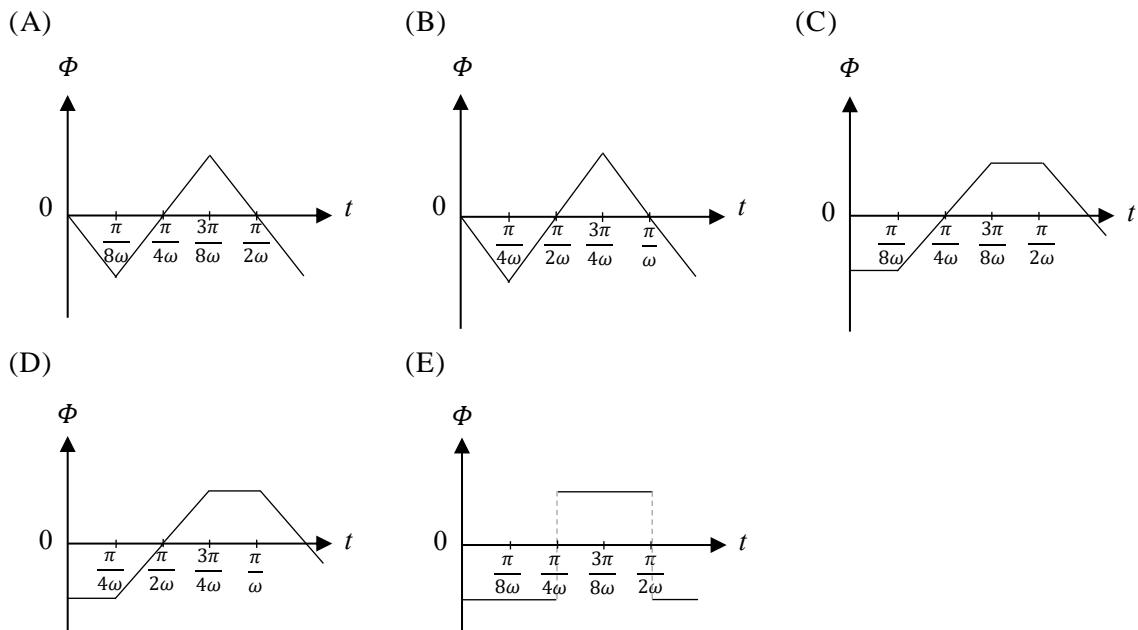 (A)
(B)
(C)
Φ
Φ
Φ
0
t
π/8ω π/4ω 3π/8ω π/2ω
0
t
π/4ω π/2ω 3π/4ω π/ω
0
t
π/8ω π/4ω 3π/8ω π/2ω
(D)
(E)
Φ
Φ
0
t
π/4ω π/2ω 3π/4ω π/ω
0
t
π/8ω π/4ω 3π/8ω π/2ω